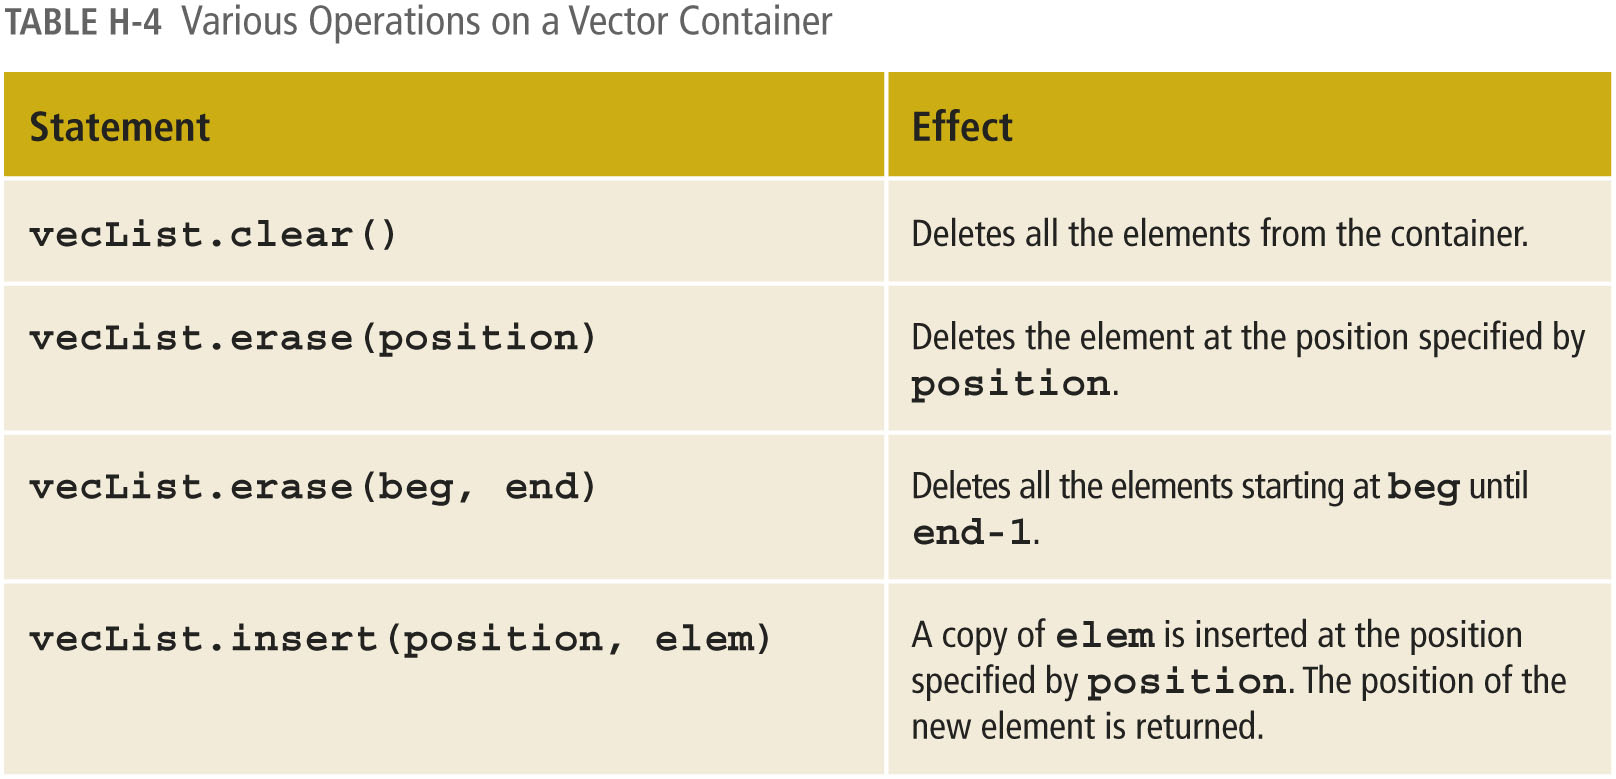 TABLE H-4 Various Operations on a Vector Container
Statement
Effect
vecList.clear()
Deletes all the elements from the container.
vecList.erase(position)
Deletes the element at the position specified by
position.
vecList.erase(beg, end)
Deletes all the elements starting at beg until
end-1.
vecList.insert(position, elem)
A copy of elem is inserted at the position
specified by position. The position of the
new element is returned.